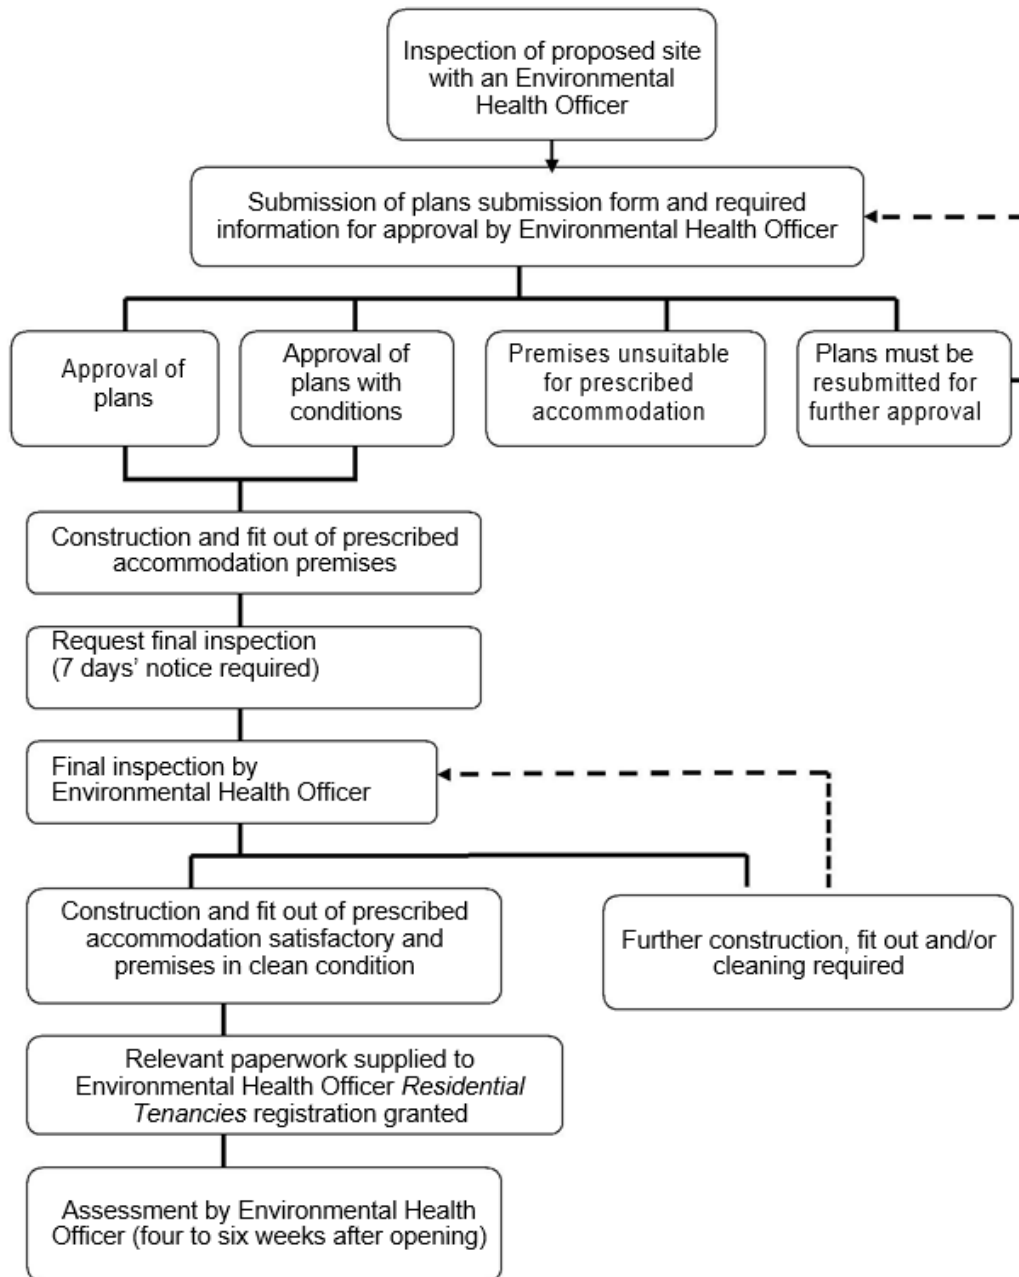 Inspection of proposed site
with an Environmental
Health Officer
Submission of plans submission form and required
information for approval by Environmental Health Officer
Approval of
plans
Approval of
plans with
conditions
Premises unsuitable
for prescribed
accommodation
Plans must be
resubmitted for
further approval
Construction and fit out of prescribed
accommodation premises
Request final inspection
(7 days’ notice required)
Final inspection by
Environmental Health Officer
Construction and fit out of prescribed
accommodation satisfactory and
premises in clean condition
Further construction, fit out and/or
cleaning required
Relevant paperwork supplied to
Environmental Health Officer Residential
Tenancies registration granted
Assessment by Environmental Health
Officer (four to six weeks after opening)